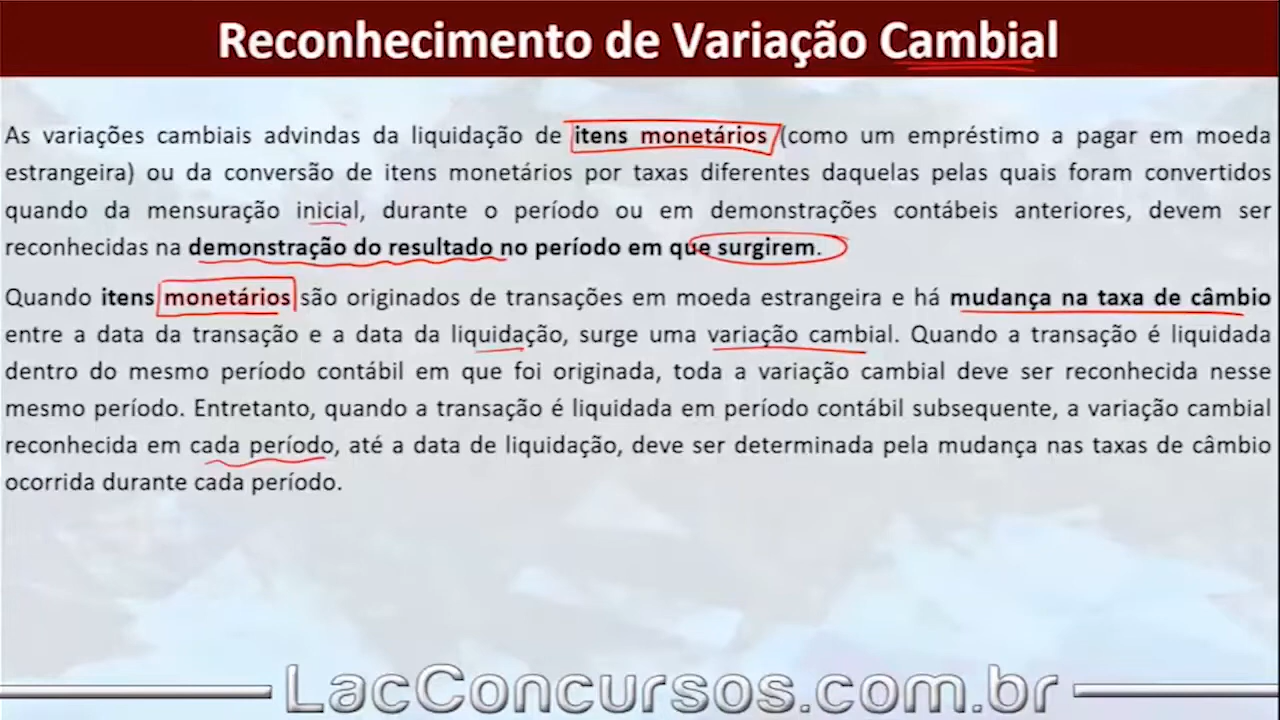 Reconhecimento de Variação Cambial
As variações cambiais advindas da liquidação de itens monetários (como um empréstimo a pagar em moeda
estrangeira) ou da conversão de itens monetários por taxas diferentes daquelas pelas quais foram convertidos
quando da mensuração inicial, durante o período ou em demonstrações contábeis anteriores, devem ser
reconhecidas na demonstração do resultado no período em que surgirem.
Quando itens monetários são originados de transações em moeda estrangeira e há mudança na taxa de câmbio
entre a data da transação e a data da liquidação, surge uma variação cambial. Quando a transação é liquidada
dentro do mesmo período contábil em que foi originada, toda a variação cambial deve ser reconhecida nesse
mesmo período. Entretanto, quando a transação é liquidada em período contábil subsequente, a variação cambial
reconhecida em cada período, até a data de liquidação, deve ser determinada pela mudança nas taxas de câmbio
ocorrida durante cada período.
LacConcursos.com.br